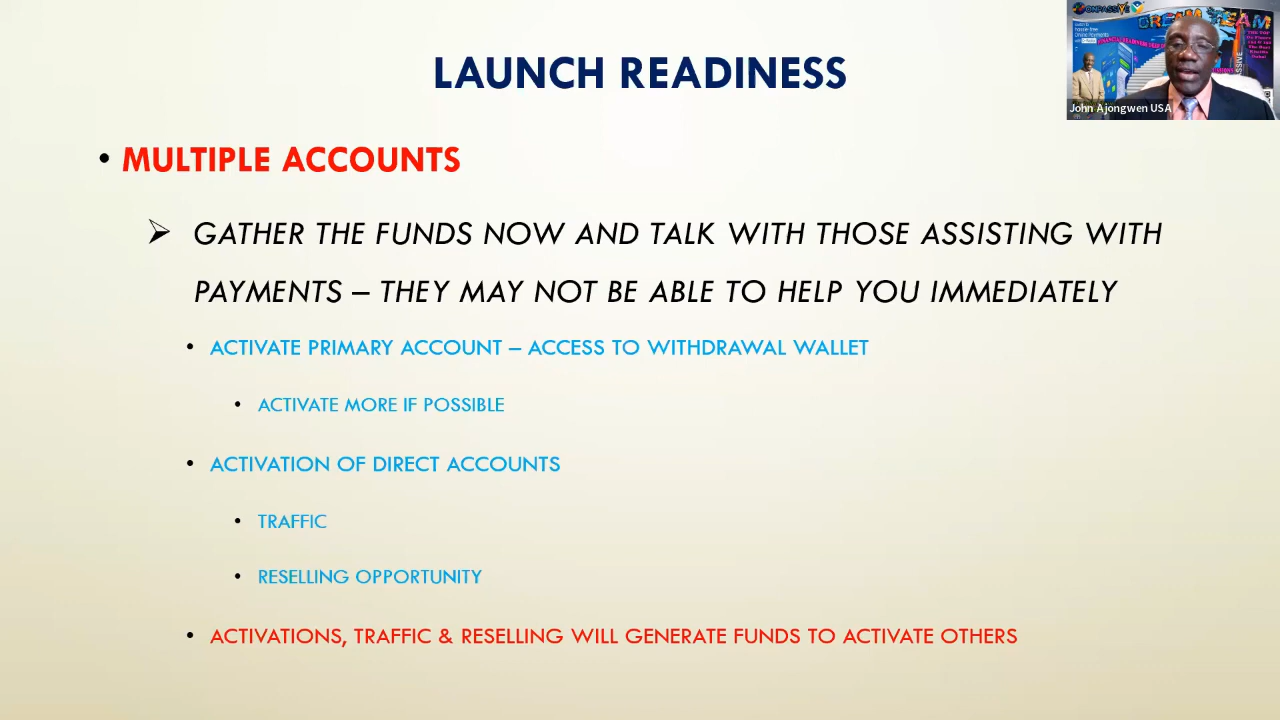 LAUNCH READINESS
• MULTIPLE ACCOUNTS
➢ GATHER THE FUNDS NOW AND TALK WITH THOSE ASSISTING WITH
PAYMENTS – THEY MAY NOT BE ABLE TO HELP YOU IMMEDIATELY
• ACTIVATE PRIMARY ACCOUNT – ACCESS TO WITHDRAWAL WALLET
• ACTIVATE MORE IF POSSIBLE
• ACTIVATION OF DIRECT ACCOUNTS
• TRAFFIC
• RESELLING OPPORTUNITY
• ACTIVATIONS, TRAFFIC & RESELLING WILL GENERATE FUNDS TO ACTIVATE OTHERS
DREAM TEAM
John Ajongwen USA